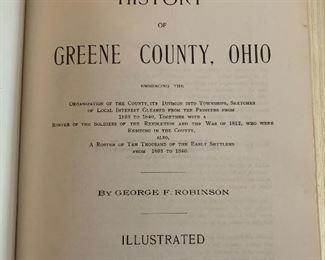 HISTORY
OF
GREENE COUNTY, OHIO
EMBRACING THE
ORGANIZATION OF THE COUNTY, ITS DIVISION INTO TOWNSHIPS, SKETCHES
OF LOCAL INTEREST GLEANED FROM THE PIONEERS FROM
1803 TO 1840, TOGETHER WITH A
ROSTER OF THE SOLDIERS OF THE REVOLUTION AND THE WAR OF 1812, WHO WERE
RESIDING IN THE COUNTY,
ALSO,
A ROSTER OF TEN THOUSAND OF THE EARLY SETTLERS
FROM 1803 TO 1840.
BY GEORGE F. ROBINSON
ILLUSTRATED